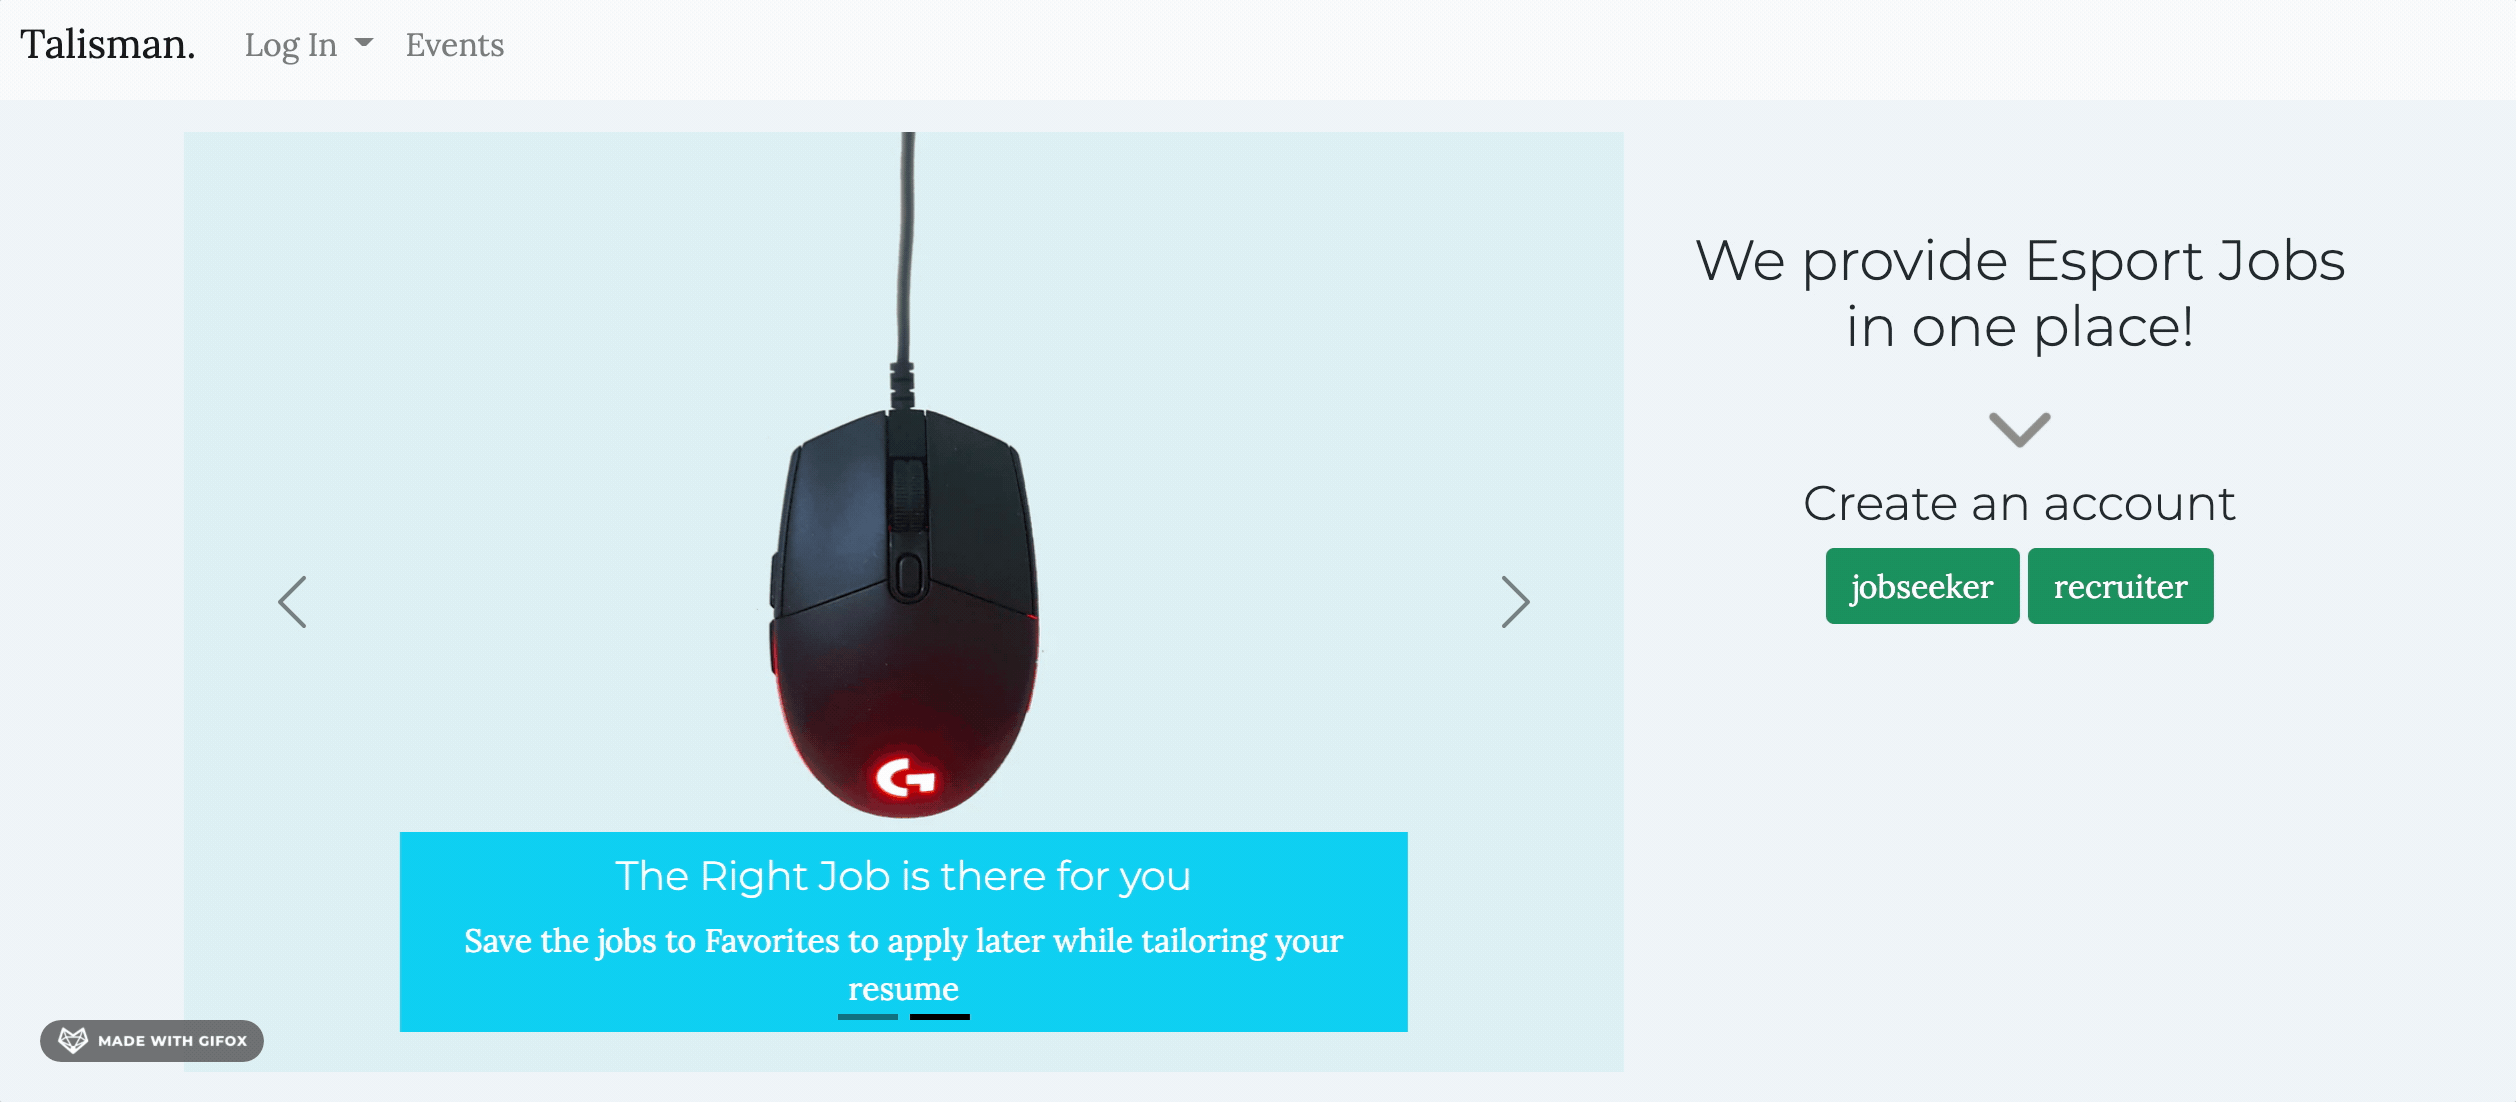 Talisman.
Log In
Events
We provide Esport Jobs
in one place!
Create an account
jobseeker
recruiter
G
The Right Job is there for you
Save the jobs to Favorites to apply later while tailoring your
resume
MADE WITH GIFOX